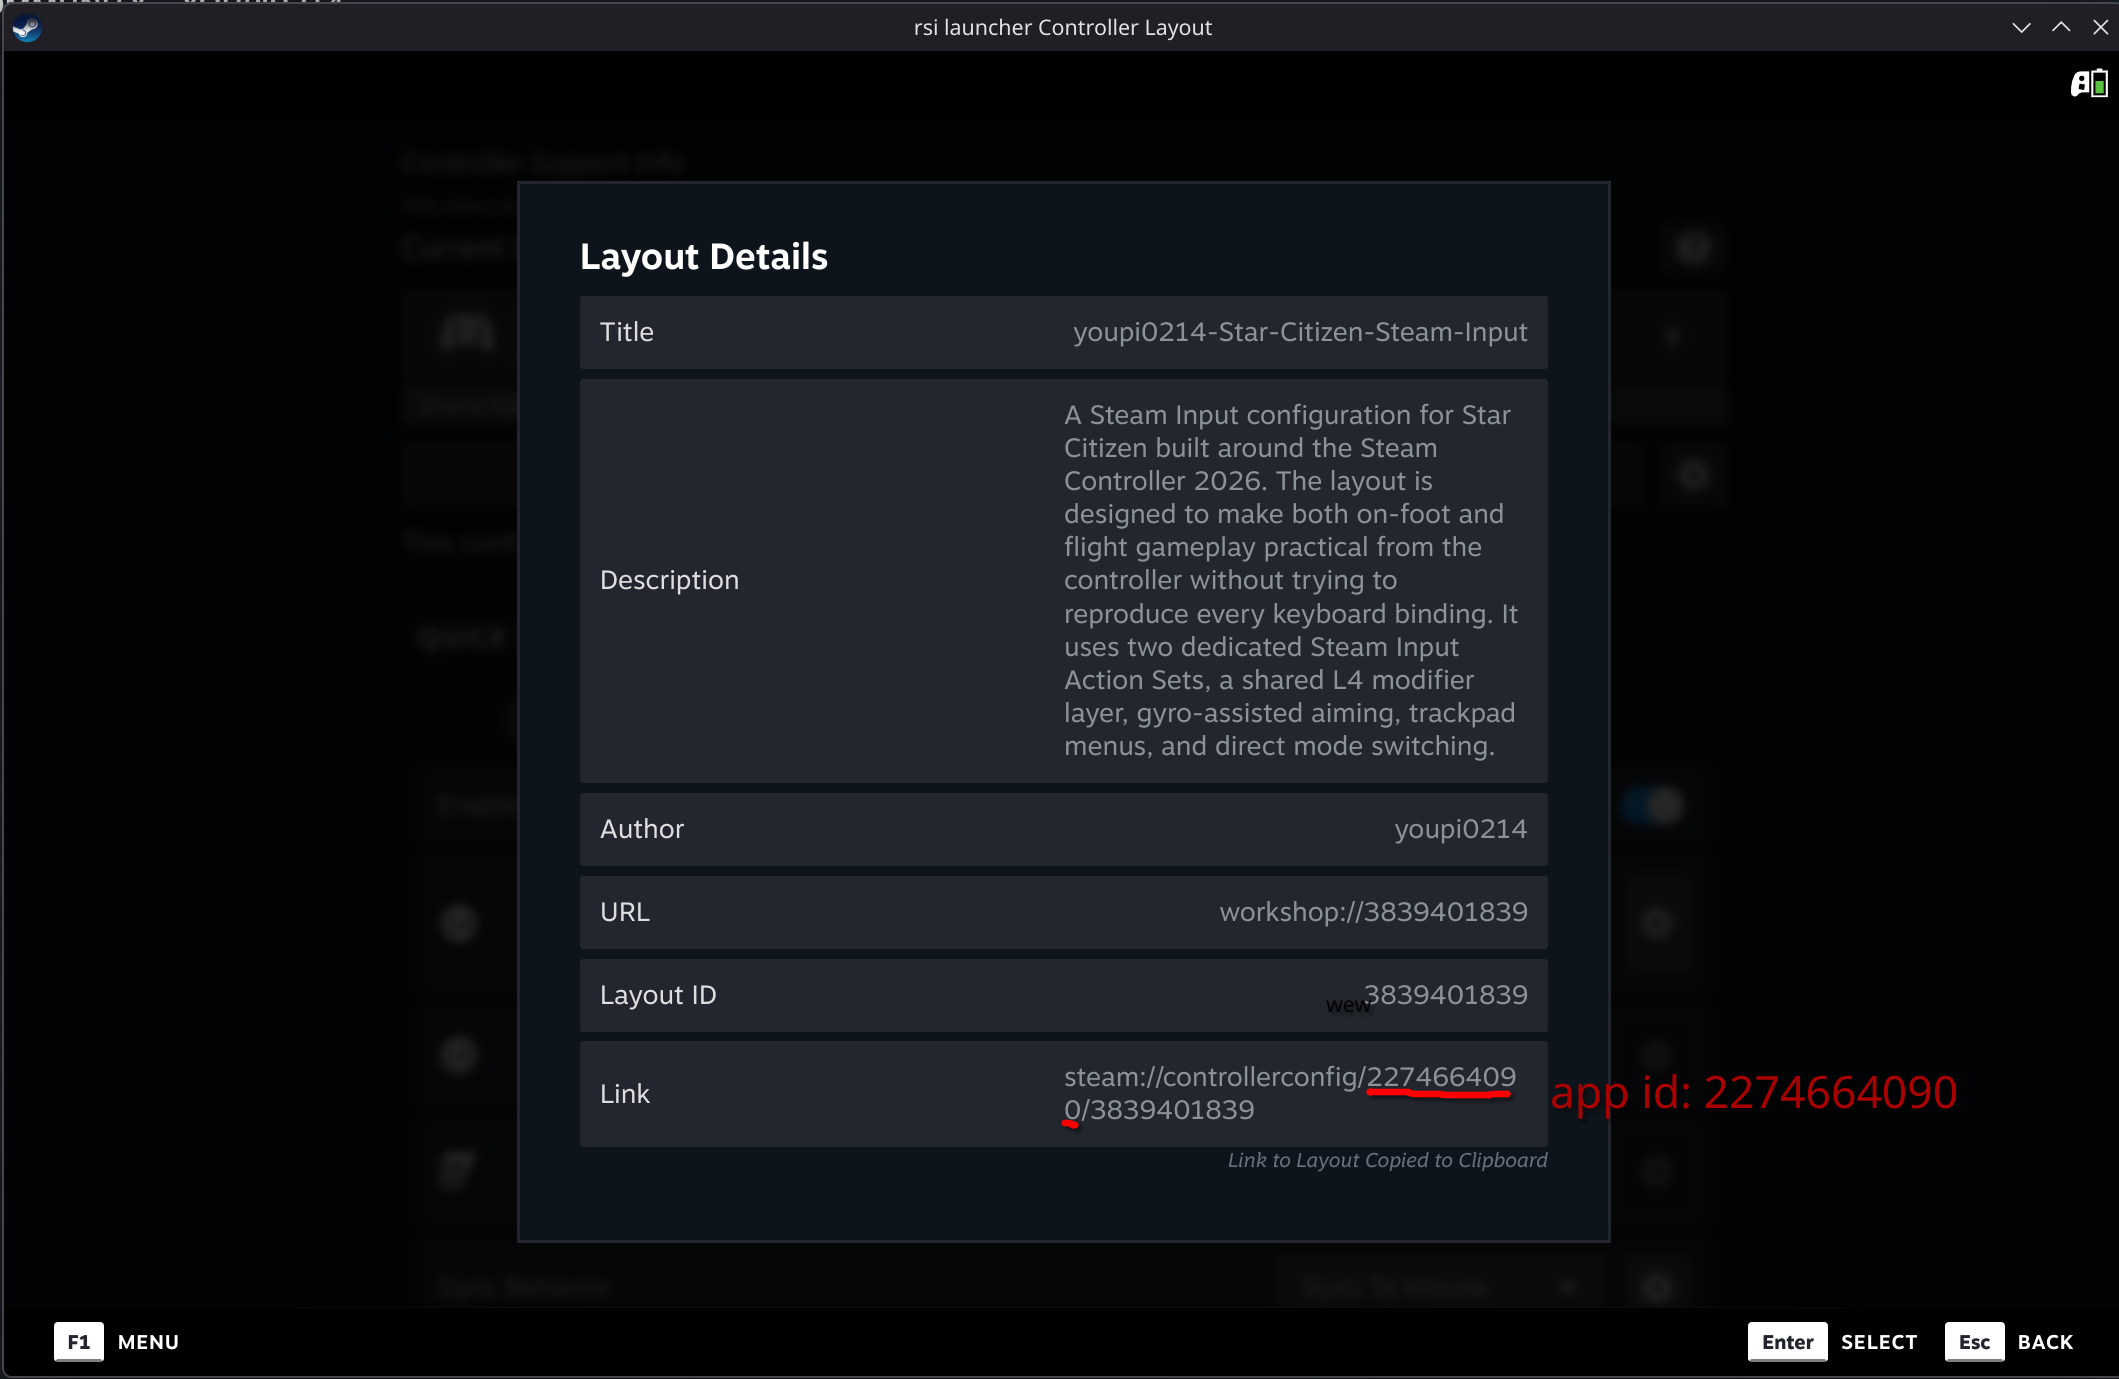 rsi launcher Controller Layout
Layout Details
Title
youpi0214-Star-Citizen-Steam-Input
Description
A Steam Input configuration for Star
Citizen built around the Steam
Controller 2026. The layout is
designed to make both on-foot and
flight gameplay practical from the
controller without trying to
reproduce every keyboard binding. It
uses two dedicated Steam Input
Action Sets, a shared L4 modifier
layer, gyro-assisted aiming, trackpad
menus, and direct mode switching.
Author
youpi0214
URL
workshop://3839401839
Layout ID
wew
3839401839
Link
steam://controllerconfig/227466409
0/3839401839
app id: 2274664090
Link to Layout Copied to Clipboard
F1 MENU
Enter SELECT
Esc BACK